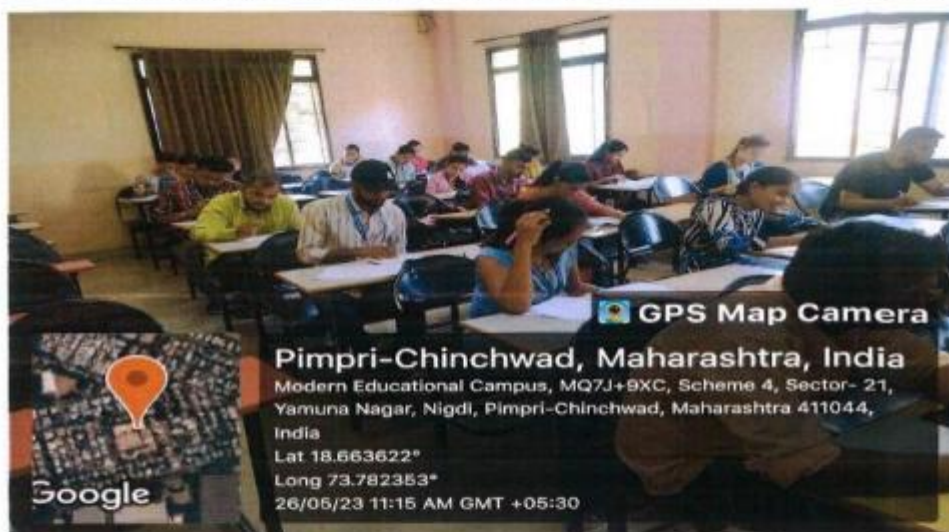 GPS Map Camera
Pimpri-Chinchwad, Maharashtra, India
Modern Educational Campus, MQ7J+9XC, Scheme 4, Sector- 21,
Yamuna Nagar, Nigdi, Pimpri-Chinchwad, Maharashtra 411044,
India
Lat 18.663622°
Long 73.782353°
26/05/23 11:15 AM GMT +05:30
Google